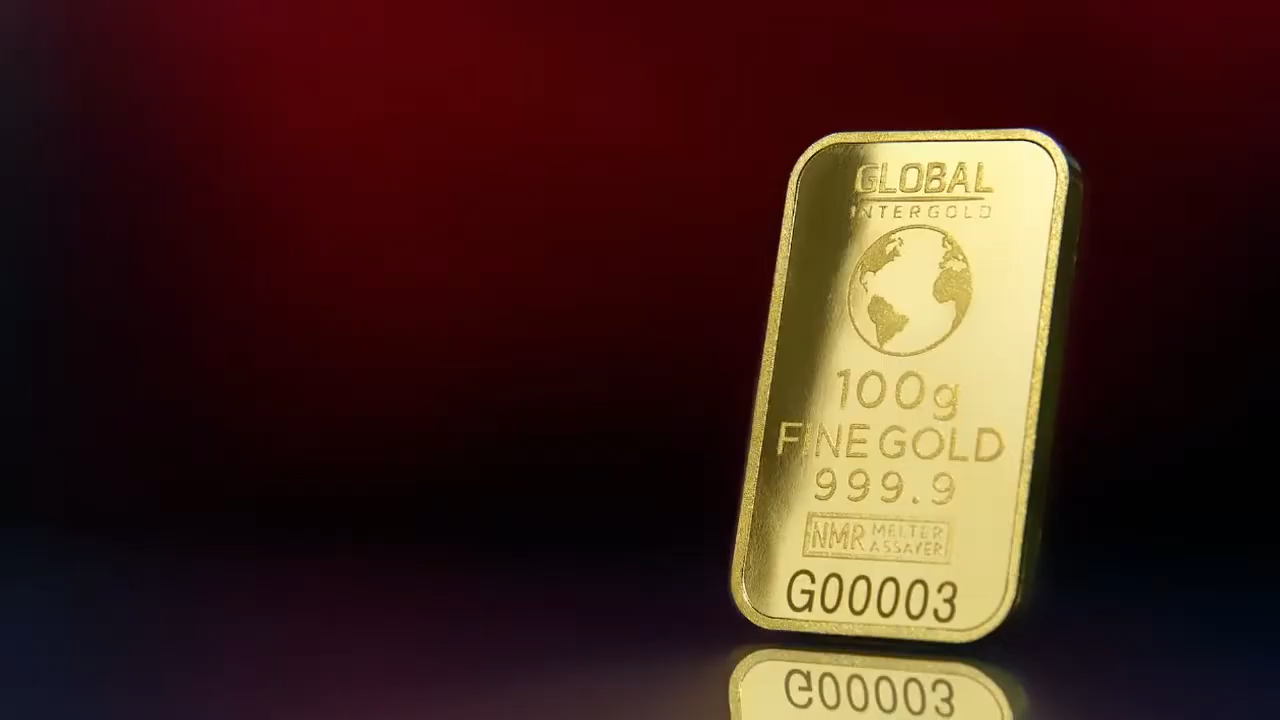 GLOBAL
INTERGOLD
100g
FINE GOLD
999.9
NMR MELTER
ASSAYER
G00003
G00003